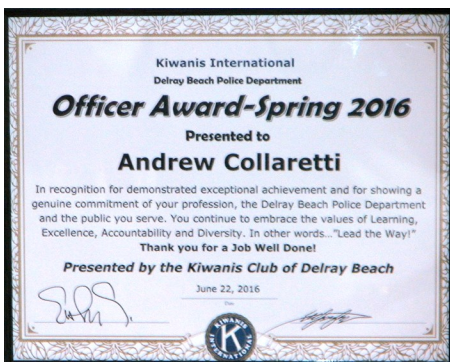 Kiwanis International
Delray Beach Police Department
Officer Award-Spring 2016
Presented to
Andrew Collaretti
In recognition for demonstrated exceptional achievement and for showing a
genuine commitment of your profession, the Delray Beach Police Department
and the public you serve. You continue to embrace the values of Learning,
Excellence, Accountability and Diversity. In other words..."Lead the Way!"
Thank you for a Job Well Done!
Presented by the Kiwanis Club of Delray Beach
June 22, 2016
Date
K
KIWANIS
INTERNATIONAL